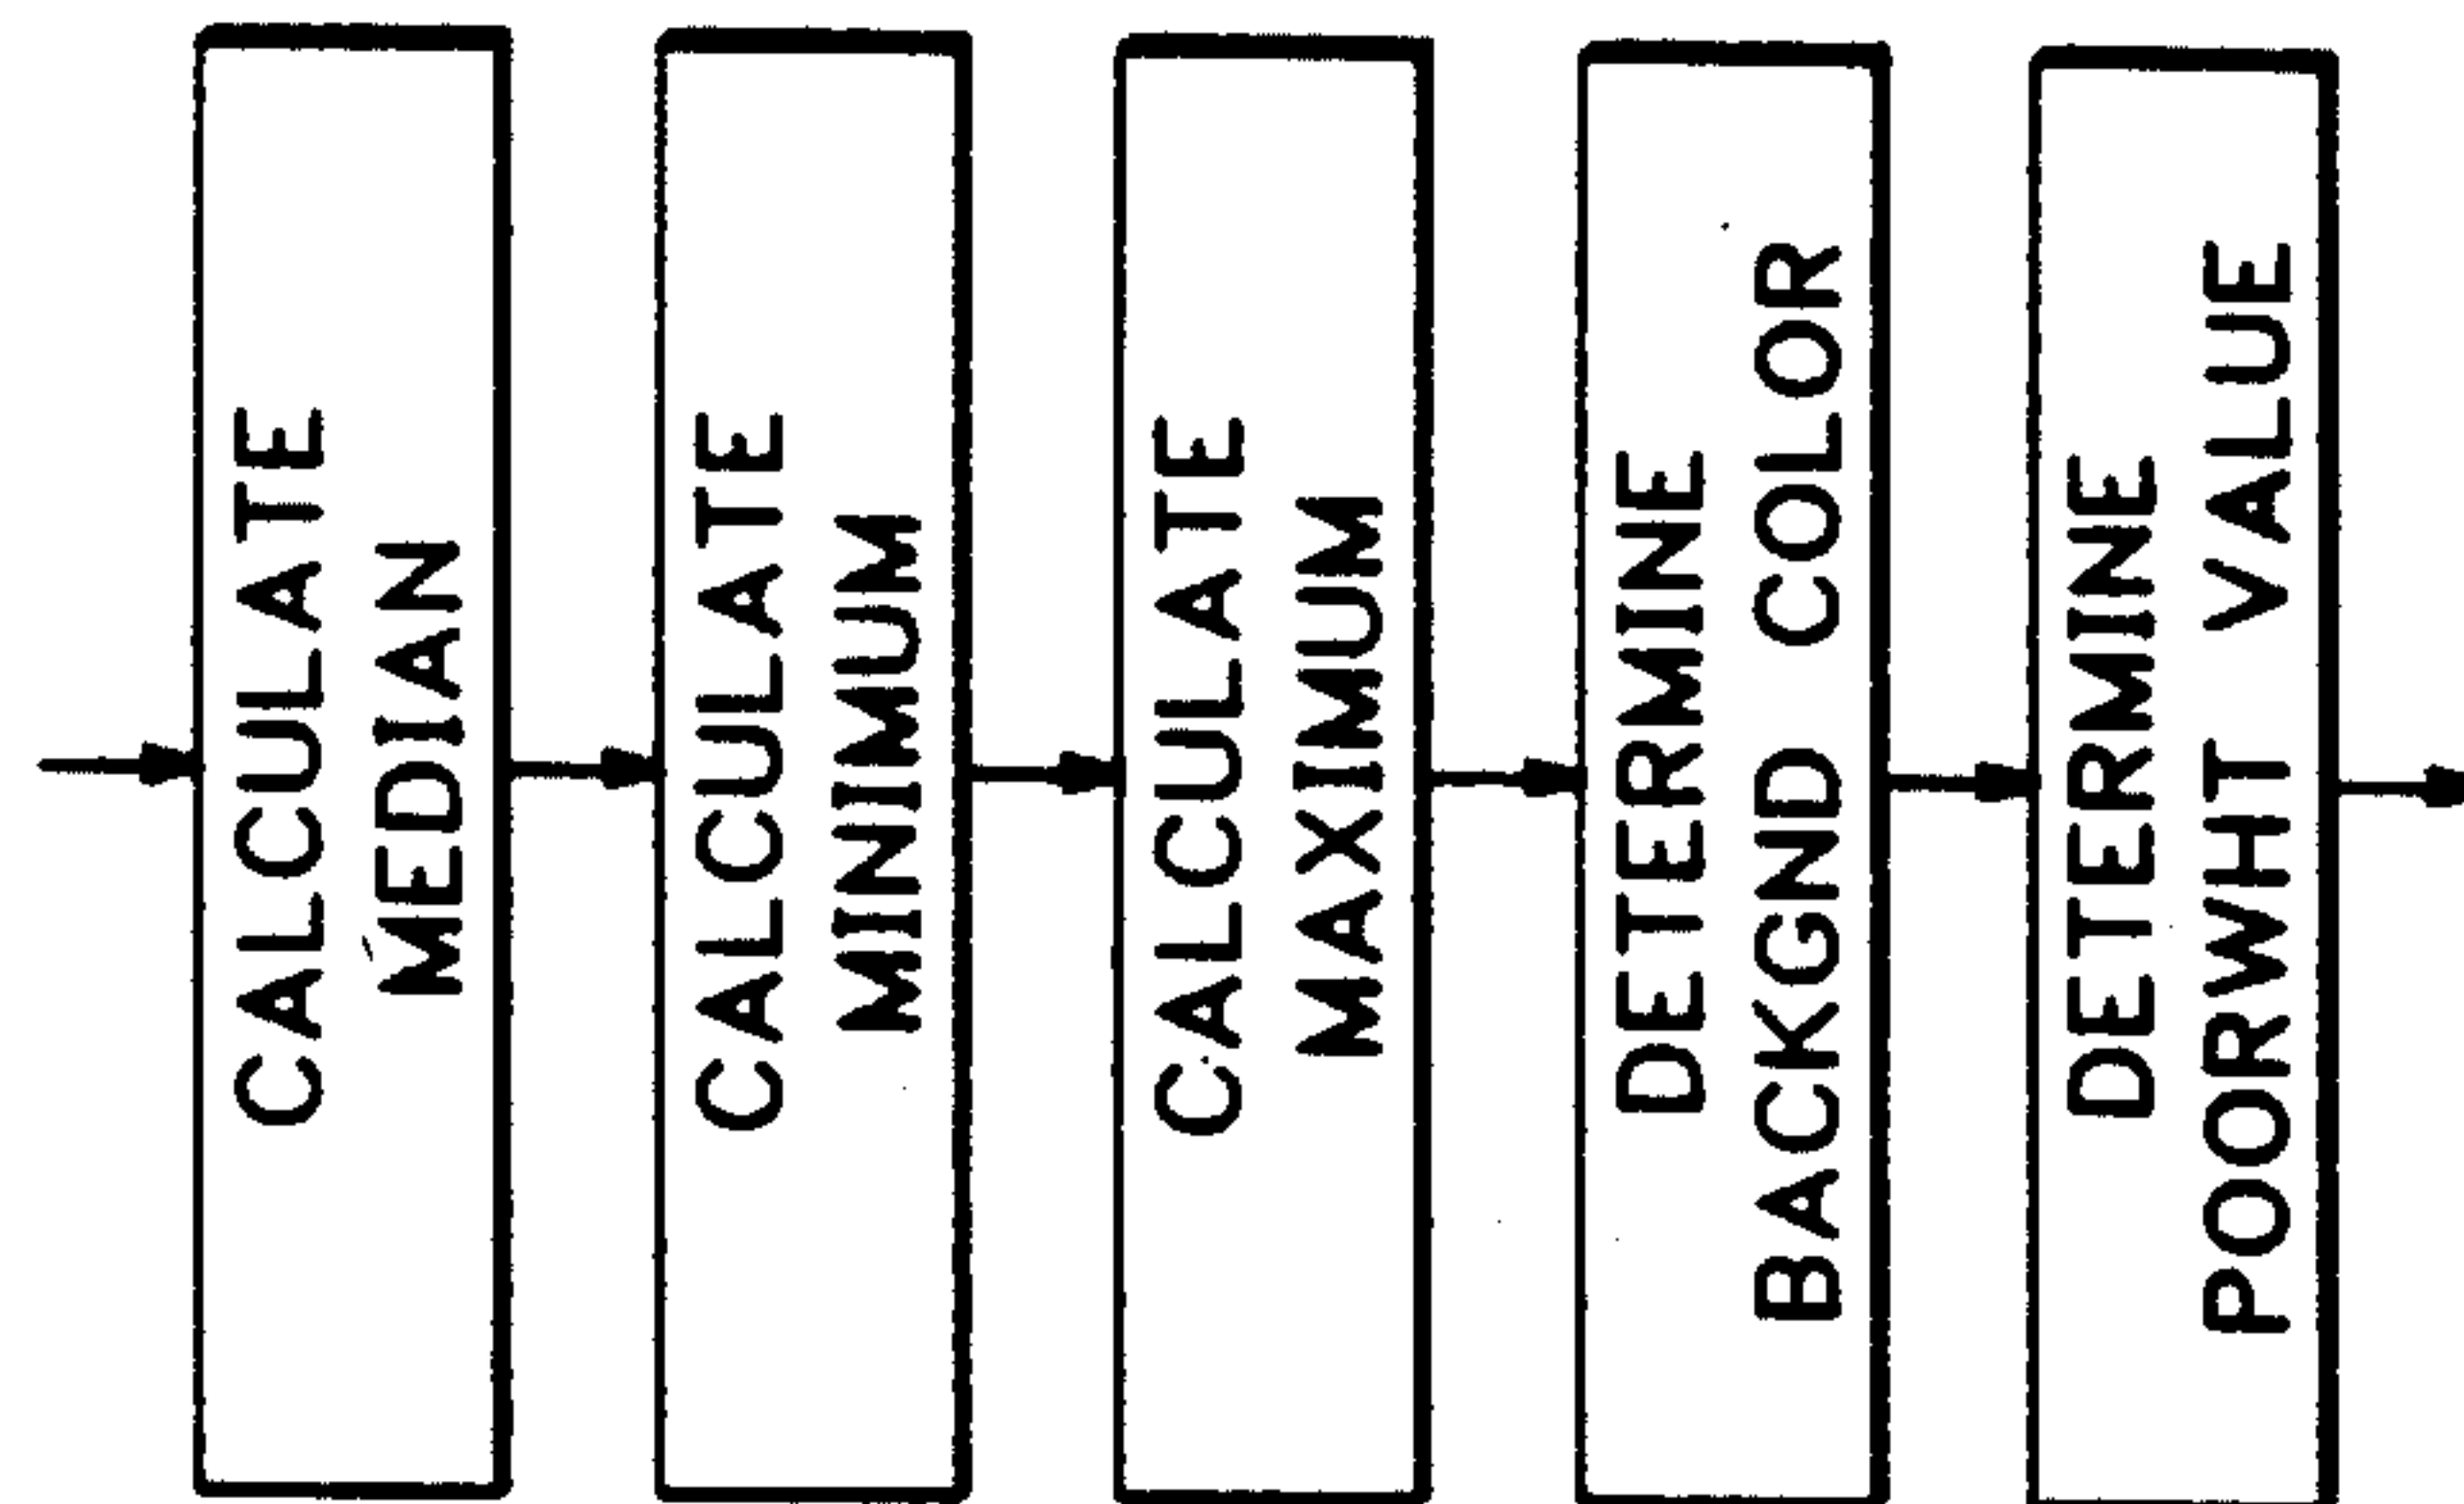 CALCULATE
MEDIAN
CALCULATE
MINIMUM
CALCULATE
MAXIMUM
DETERMINE
BACKGND COLOR
DETERMINE
POORWHT VALUE